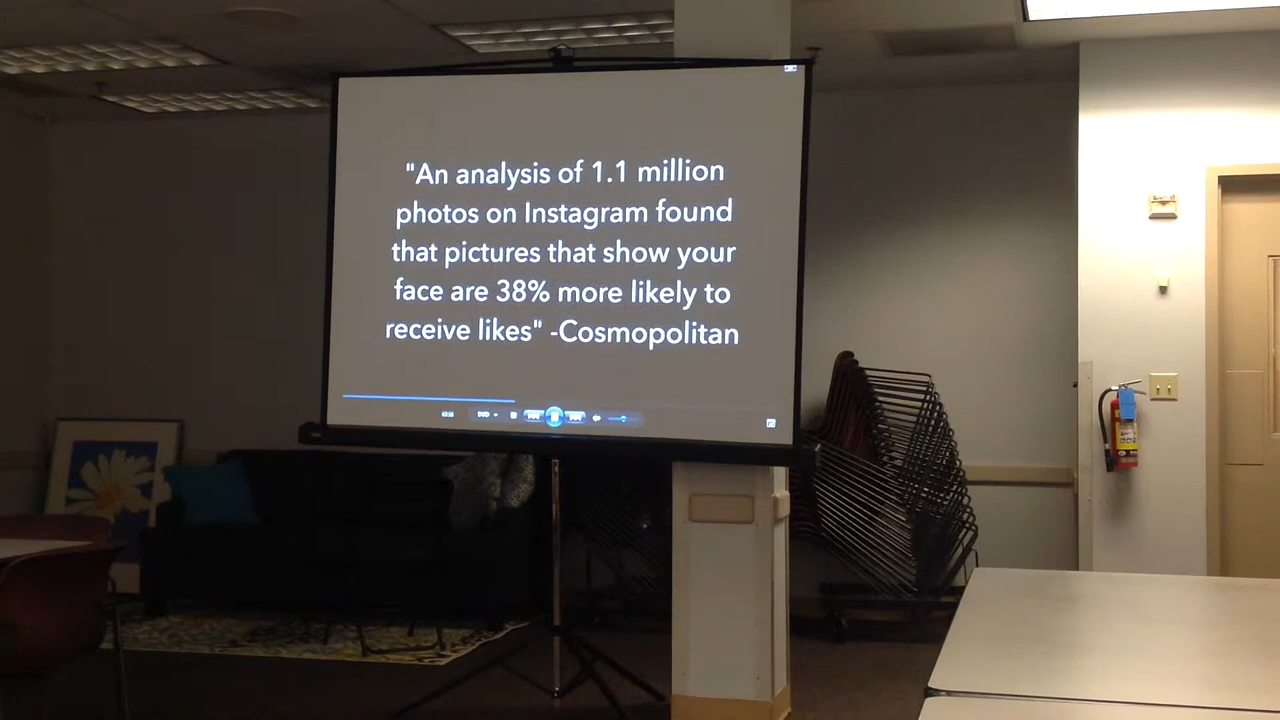 "An analysis of 1.1 million
photos on Instagram found
that pictures that show your
face are 38% more likely to
receive likes" -Cosmopolitan
DVD